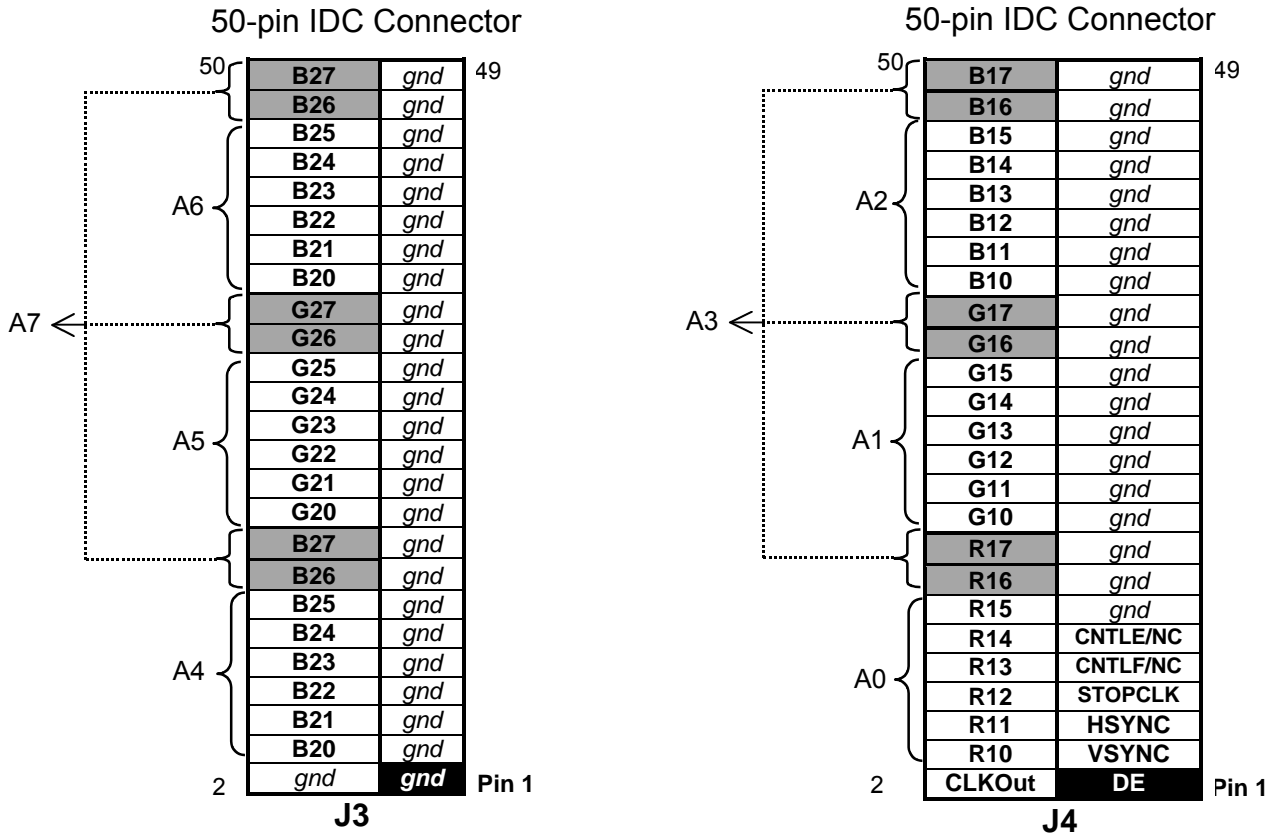 50-pin IDC Connector
50 B27 gnd 49
B26 gnd
B25 gnd
B24 gnd
B23 gnd
A6 B22 gnd
B21 gnd
B20 gnd
A7 G27 gnd
G26 gnd
G25 gnd
G24 gnd
G23 gnd
A5 G22 gnd
G21 gnd
G20 gnd
B27 gnd
B26 gnd
B25 gnd
B24 gnd
A4 B23 gnd
B22 gnd
B21 gnd
B20 gnd
2 gnd gnd Pin 1
J3
50-pin IDC Connector
50 B17 gnd 49
B16 gnd
B15 gnd
B14 gnd
A2 B13 gnd
B12 gnd
B11 gnd
B10 gnd
A3 G17 gnd
G16 gnd
G15 gnd
G14 gnd
A1 G13 gnd
G12 gnd
G11 gnd
G10 gnd
R17 gnd
R16 gnd
R15 gnd
R14 CNTLE/NC
A0 R13 CNTLF/NC
R12 STOPCLK
R11 HSYNC
R10 VSYNC
2 CLKOut DE Pin 1
J4